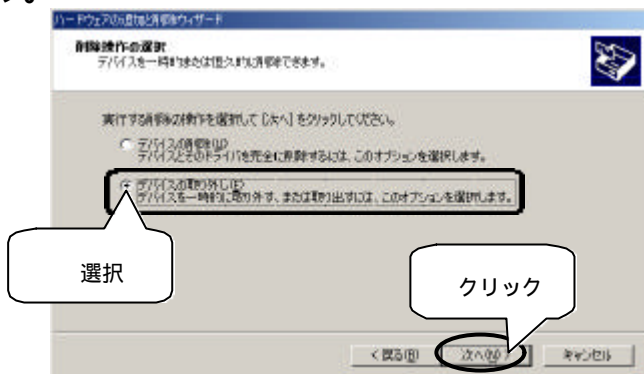 す。
ハードウェアの追加と削除ウィザード
削除操作の選択
デバイスを一時的または恒久的に削除できます。
実行する削除の操作を選択して [次へ] をクリックしてください。
デバイスの削除(U)
デバイスとそのドライバを完全に削除するには、このオプションを選択します。
デバイスの取り外し(E)
デバイスを一時的に取り外す、または取り出すには、このオプションを選択します。
選択
クリック
< 戻る(B) 次へ(N) > キャンセル